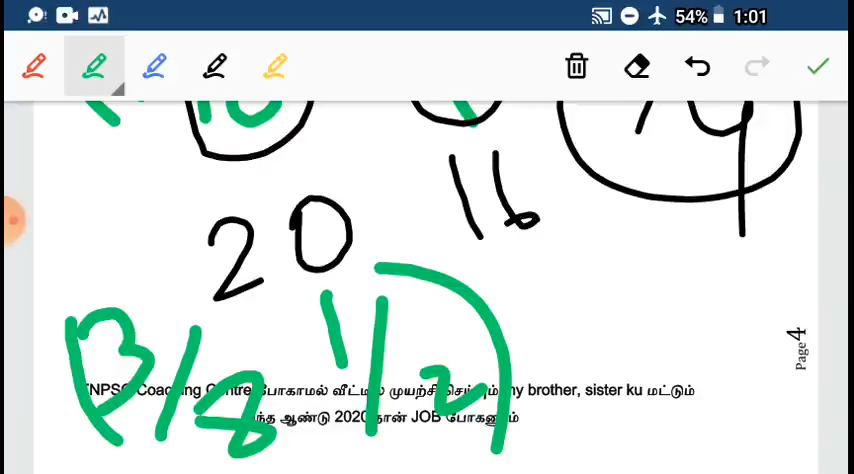 54% 1:01
20 16
(3/8 1/2)
Page 4
TNPSC Coaching Centre போகாமல் வீட்டில் முயற்சி செய்யும் my brother, sister ku மட்டும்
இந்த ஆண்டு 2020 நான் JOB போகணும்